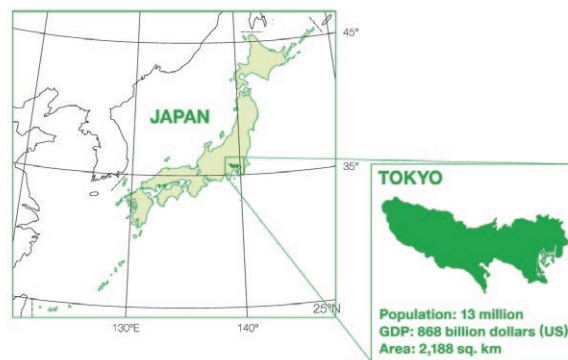 45°
JAPAN
35°
TOKYO
25°N
130°E
140°
Population: 13 million
GDP: 868 billion dollars (US)
Area: 2,188 sq. km